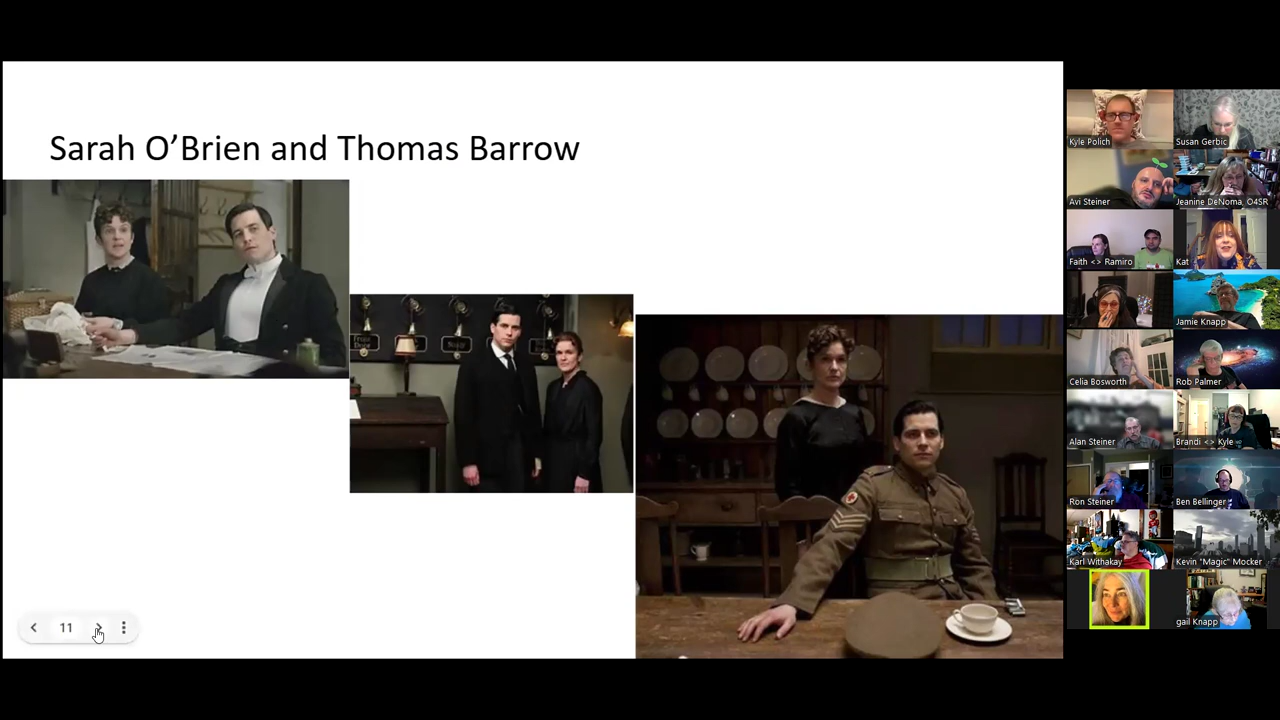 Sarah O’Brien and Thomas Barrow
11
Kyle Polich
Susan Gerbic
Avi Steiner
Jeanine DeNoma, O4SR
Faith <> Ramiro
Kat
Jamie Knapp
Celia Bosworth
Rob Palmer
Alan Steiner
Brandi <> Kyle
Ron Steiner
Ben Bellinger
Karl Withakay
Kevin "Magic" Mocker
gail Knapp